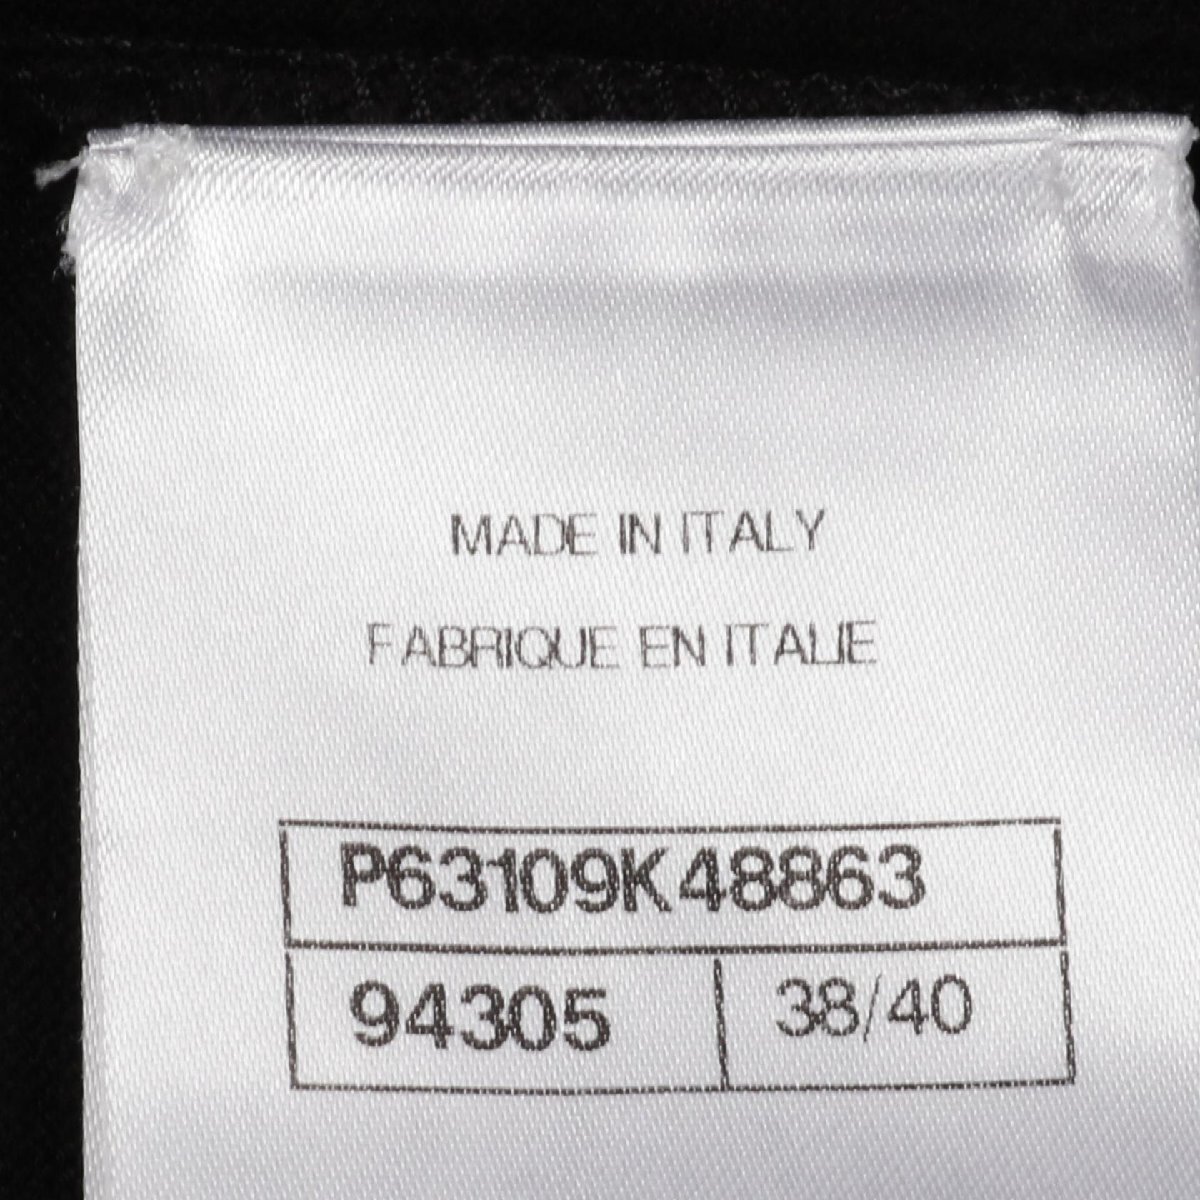 MADE IN ITALY
FABRIQUE EN ITALIE
P63109K48863
94305 38/40